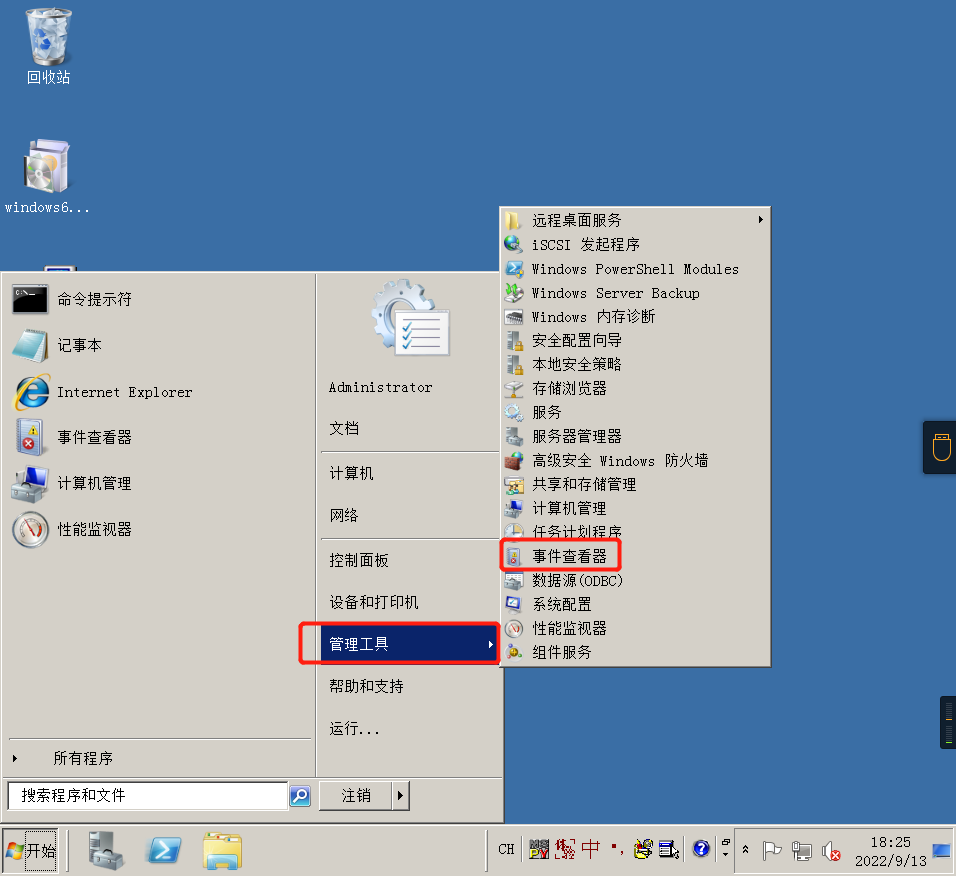 回收站
windows6...
命令提示符
记事本
Internet Explorer
事件查看器
计算机管理
性能监视器
所有程序
搜索程序和文件
Administrator
文档
计算机
网络
控制面板
设备和打印机
管理工具
帮助和支持
运行...
注销
远程桌面服务
iSCSI 发起程序
Windows PowerShell Modules
Windows Server Backup
Windows 内存诊断
安全配置向导
本地安全策略
存储浏览器
服务
服务器管理器
高级安全 Windows 防火墙
共享和存储管理
计算机管理
任务计划程序
事件查看器
数据源(ODBC)
系统配置
性能监视器
组件服务
开始
CH
中
18:25
2022/9/13